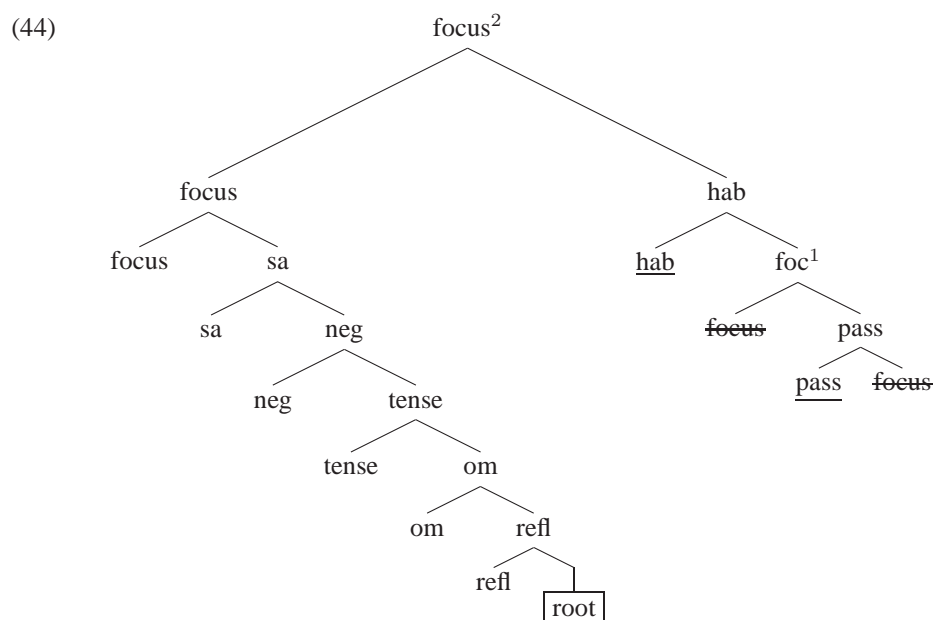 (44) focus²
focus hab
focus sa hab foc¹
sa neg focus pass
neg tense pass focus
tense om
om refl
refl root